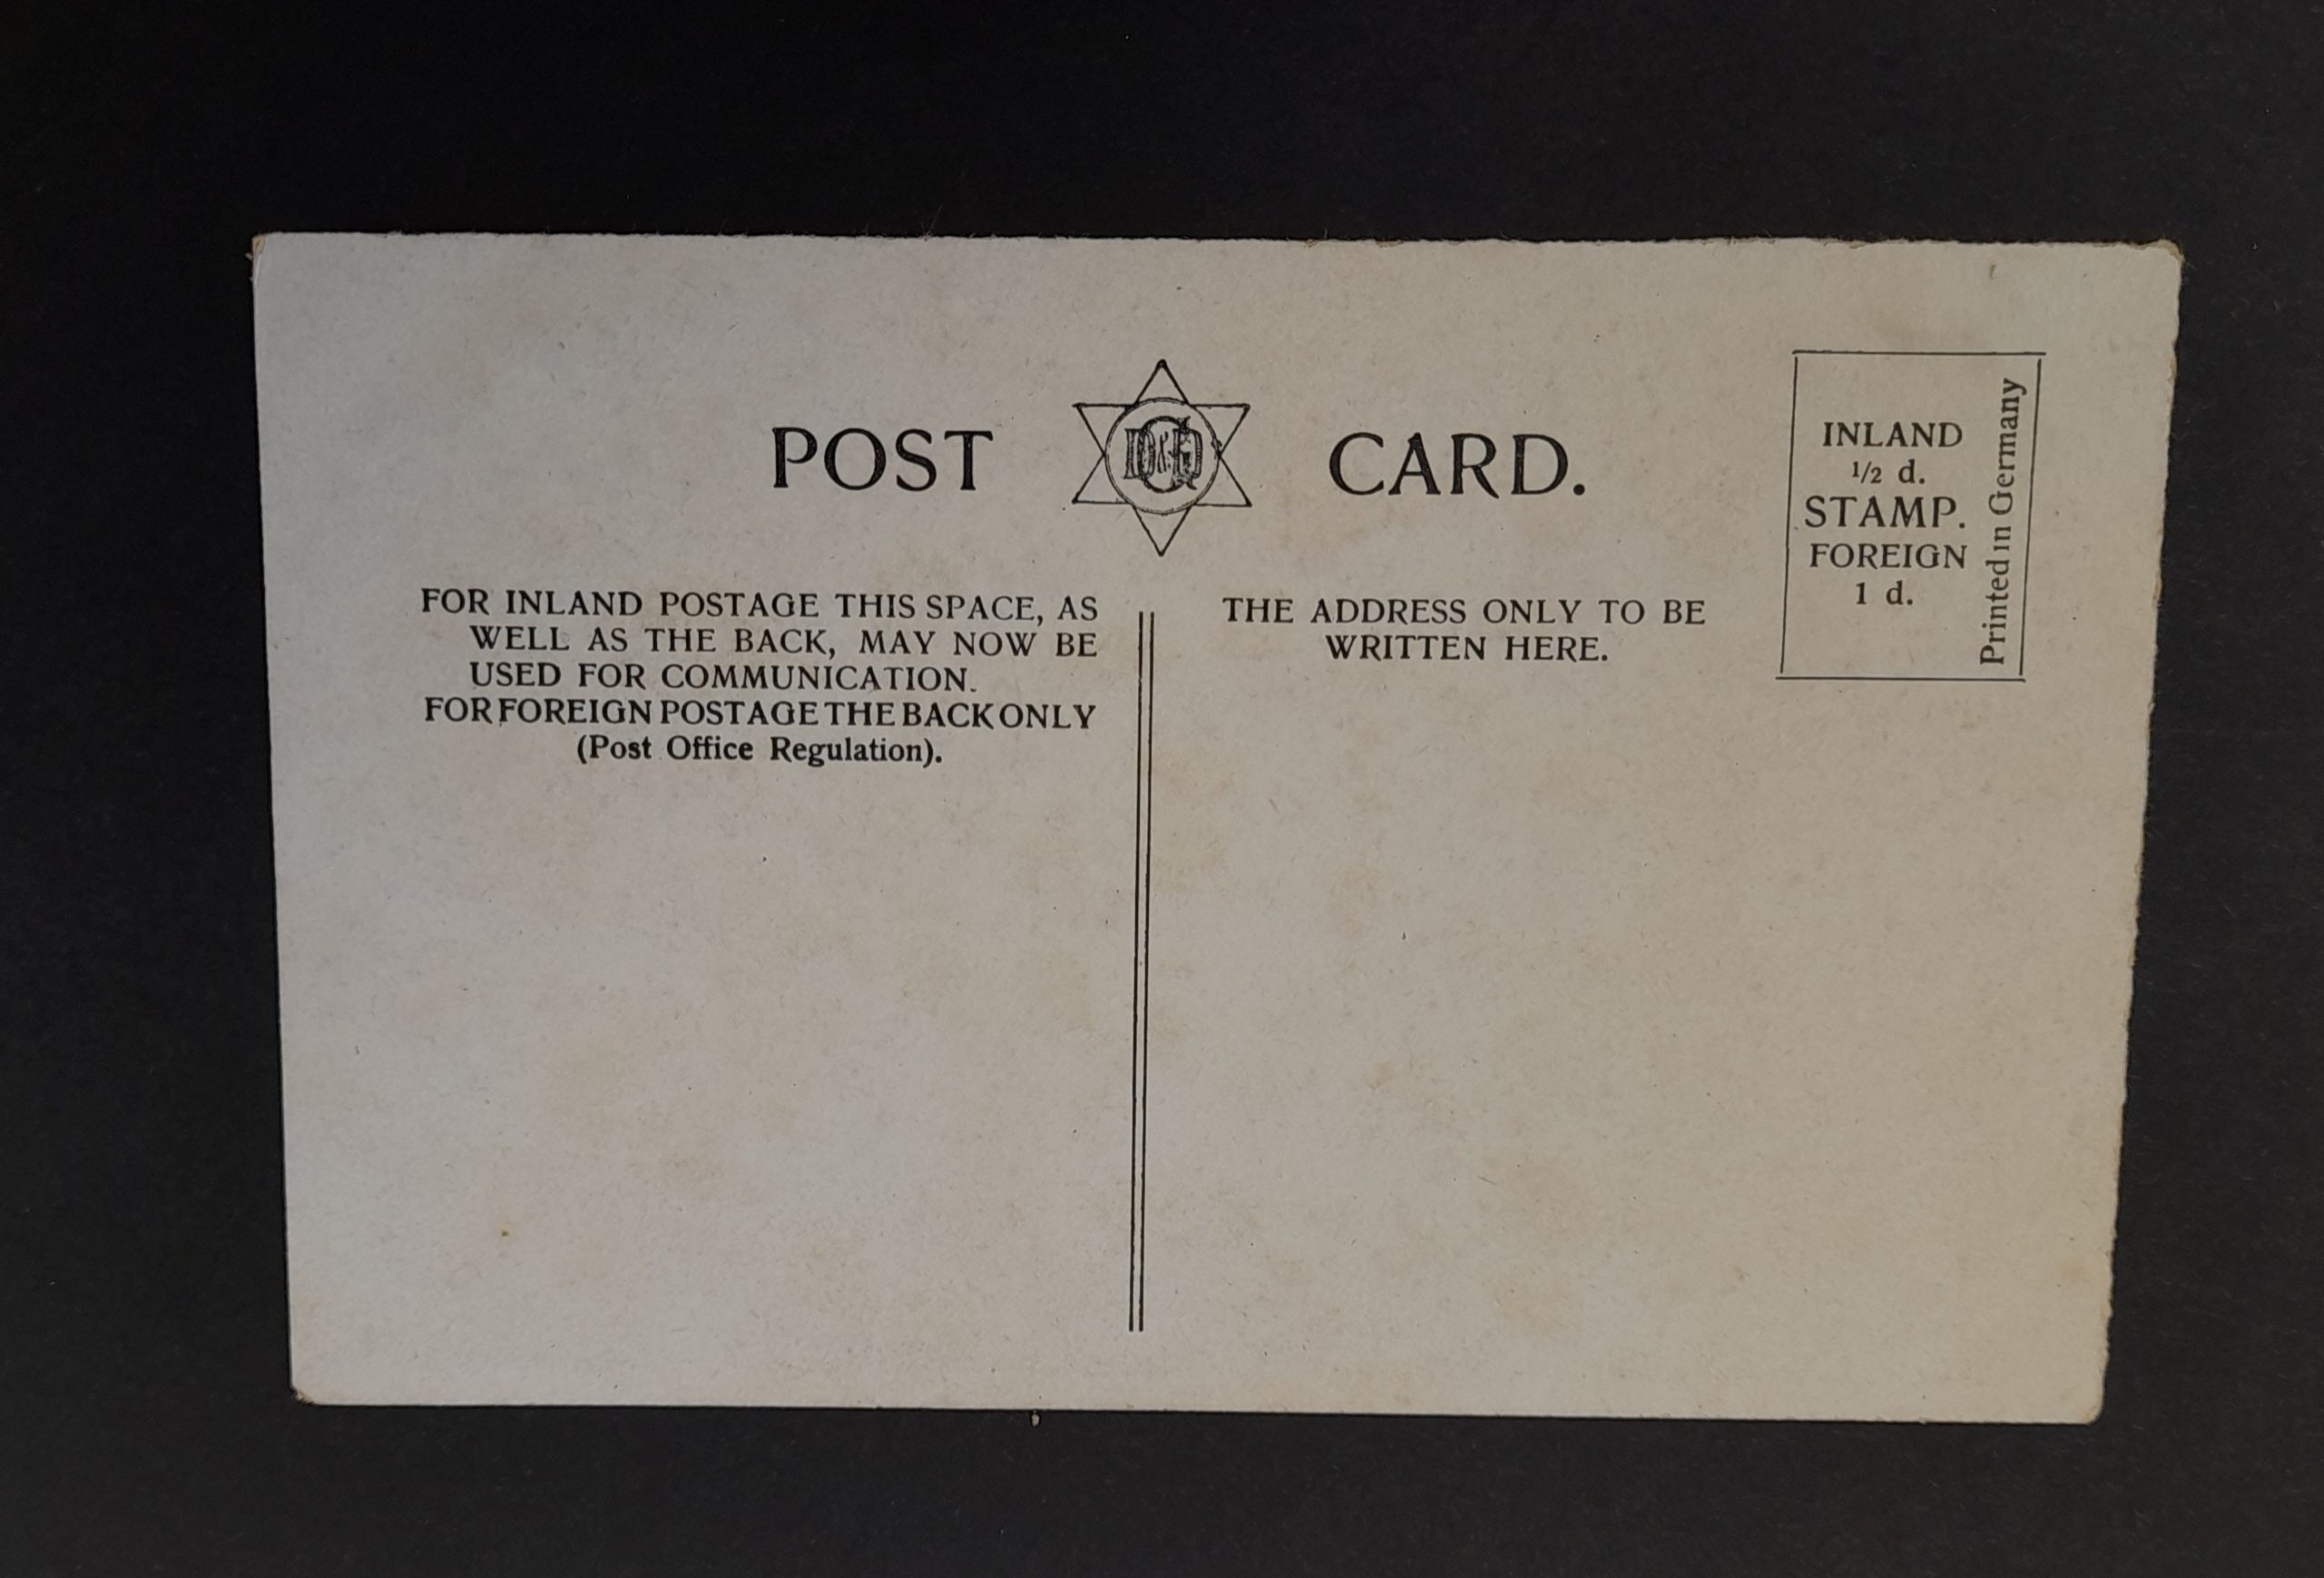 POST CARD.
INLAND
1/2 d.
STAMP.
FOREIGN
1 d.
Printed in Germany
FOR INLAND POSTAGE THIS SPACE, AS
WELL AS THE BACK, MAY NOW BE
USED FOR COMMUNICATION.
FOR FOREIGN POSTAGE THE BACK ONLY
(Post Office Regulation).
THE ADDRESS ONLY TO BE
WRITTEN HERE.